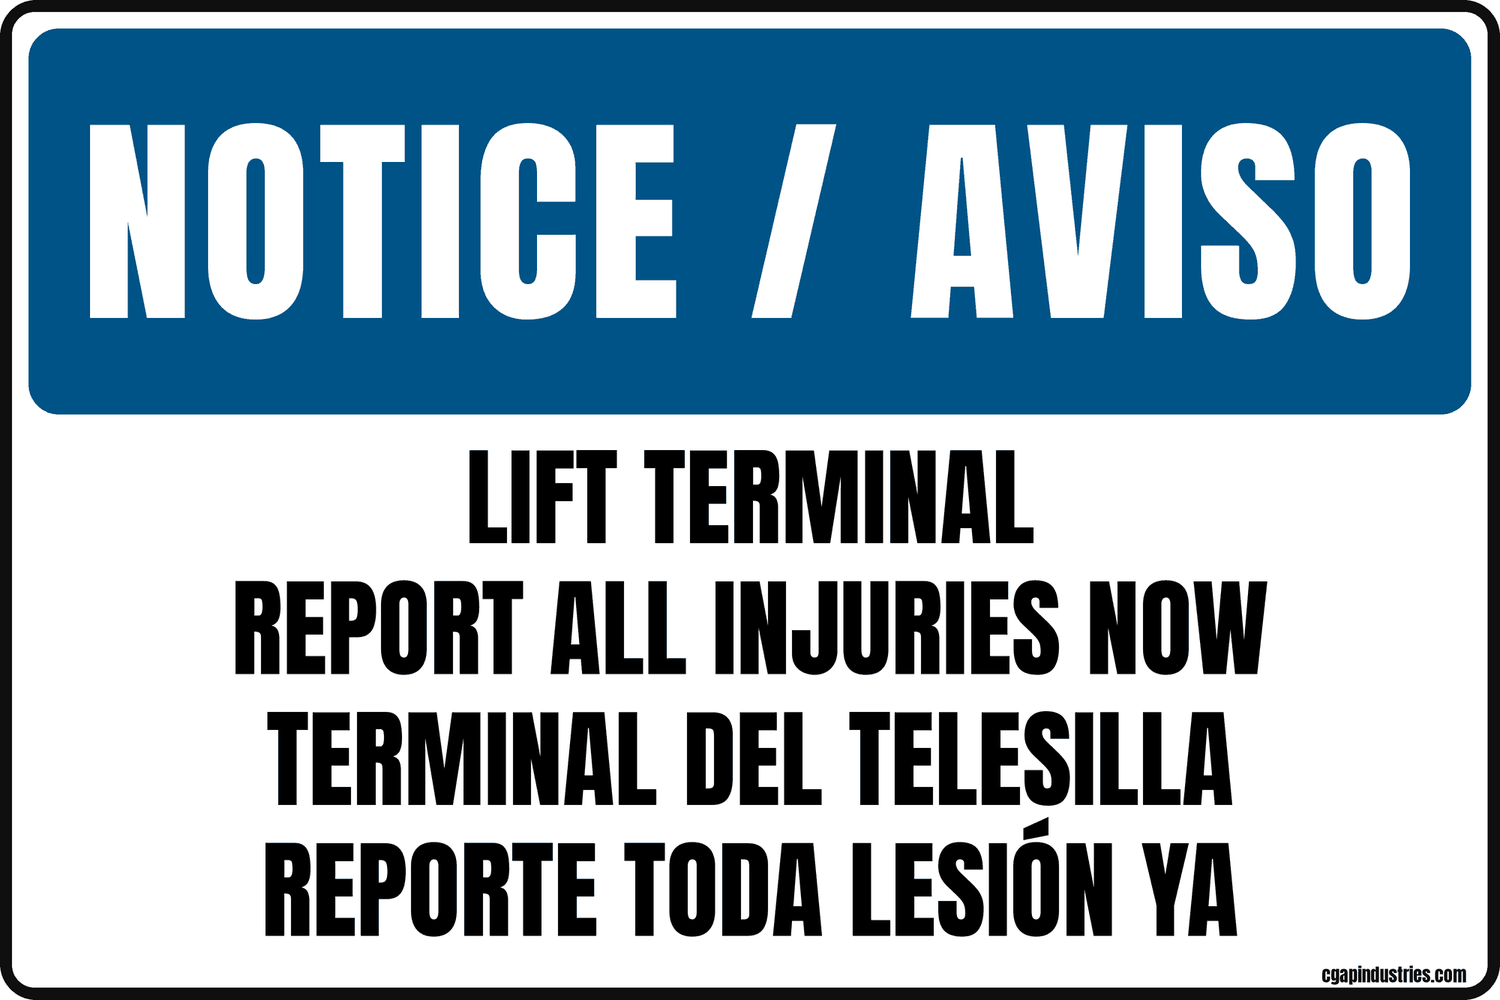 NOTICE / AVISO
LIFT TERMINAL
REPORT ALL INJURIES NOW
TERMINAL DEL TELESILLA
REPORTE TODA LESIÓN YA
cgapindustries.com